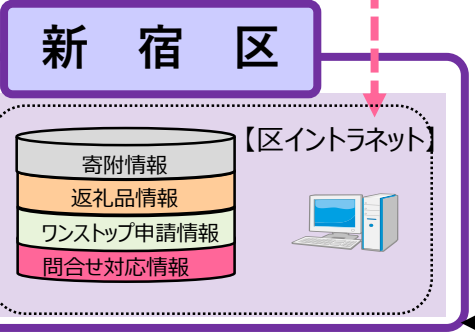 新　宿　区
【区イントラネット】
寄附情報
返礼品情報
ワンストップ申請情報
問合せ対応情報